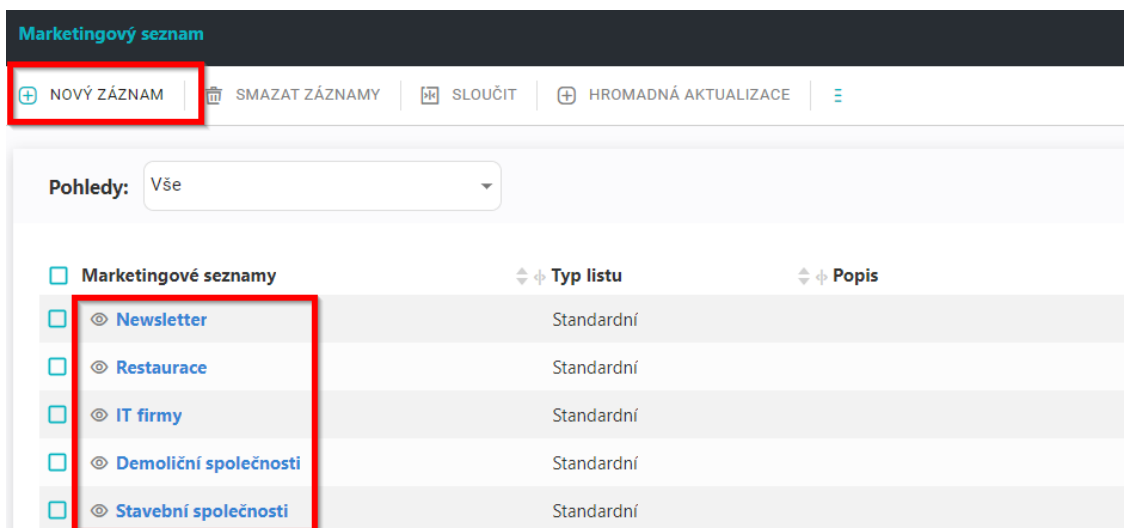 Marketingový seznam
NOVÝ ZÁZNAM SMAZAT ZÁZNAMY SLOUČIT HROMADNÁ AKTUALIZACE
Pohledy: Vše
Marketingové seznamy Typ listu Popis
Newsletter Standardní
Restaurace Standardní
IT firmy Standardní
Demoliční společnosti Standardní
Stavební společnosti Standardní